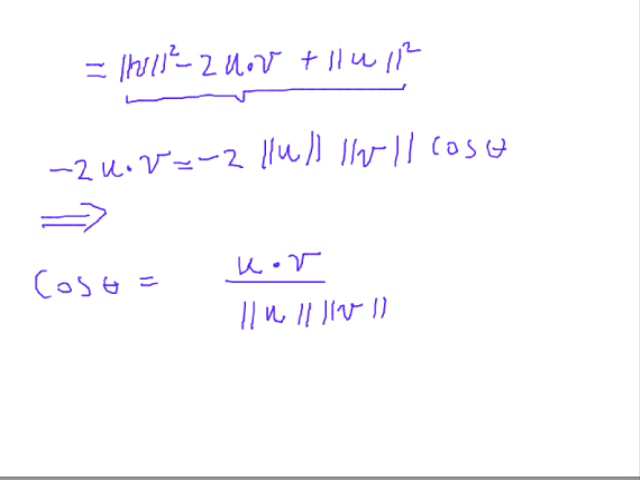 = ||v||² - 2 u·v + ||u||²
-2 u·v = -2 ||u|| ||v|| cos θ
⟹
cos θ = u·v / ||u|| ||v||